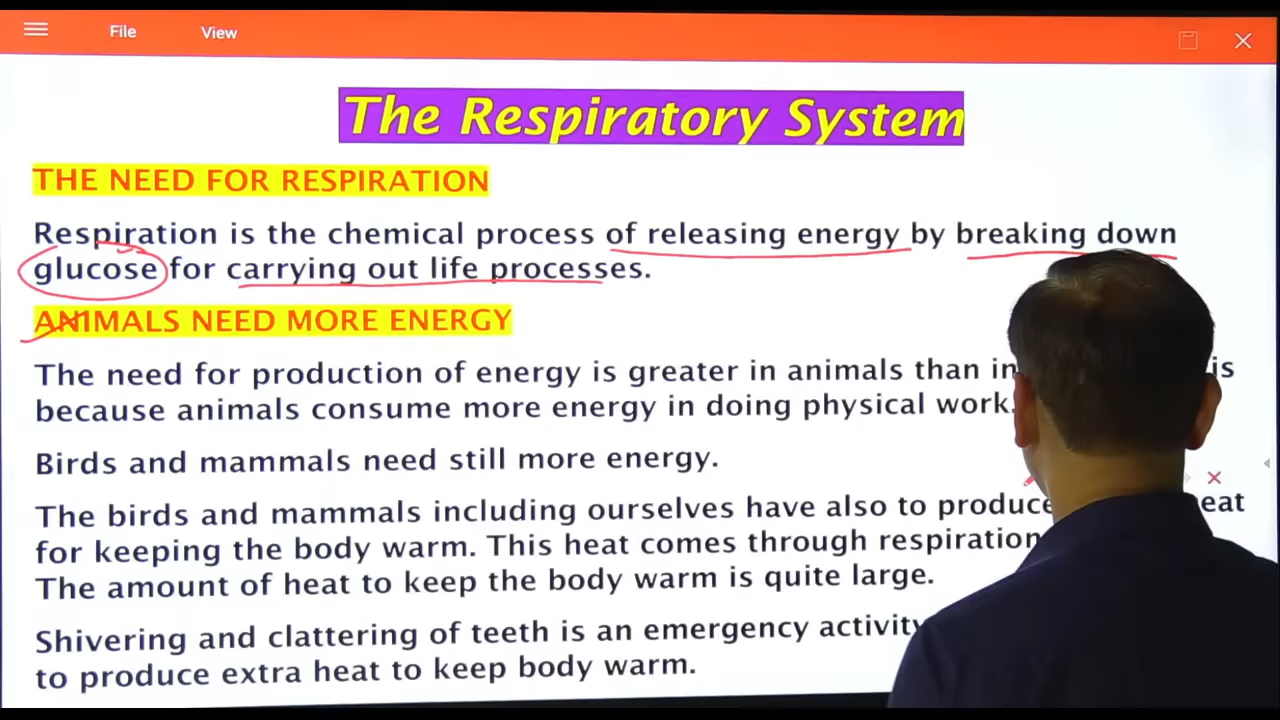 File View
The Respiratory System
THE NEED FOR RESPIRATION
Respiration is the chemical process of releasing energy by breaking down
glucose for carrying out life processes.
ANIMALS NEED MORE ENERGY
The need for production of energy is greater in animals than in is
because animals consume more energy in doing physical work.
Birds and mammals need still more energy.
The birds and mammals including ourselves have also to produce
for keeping the body warm. This heat comes through respiration
The amount of heat to keep the body warm is quite large.
Shivering and clattering of teeth is an emergency activity
to produce extra heat to keep body warm.